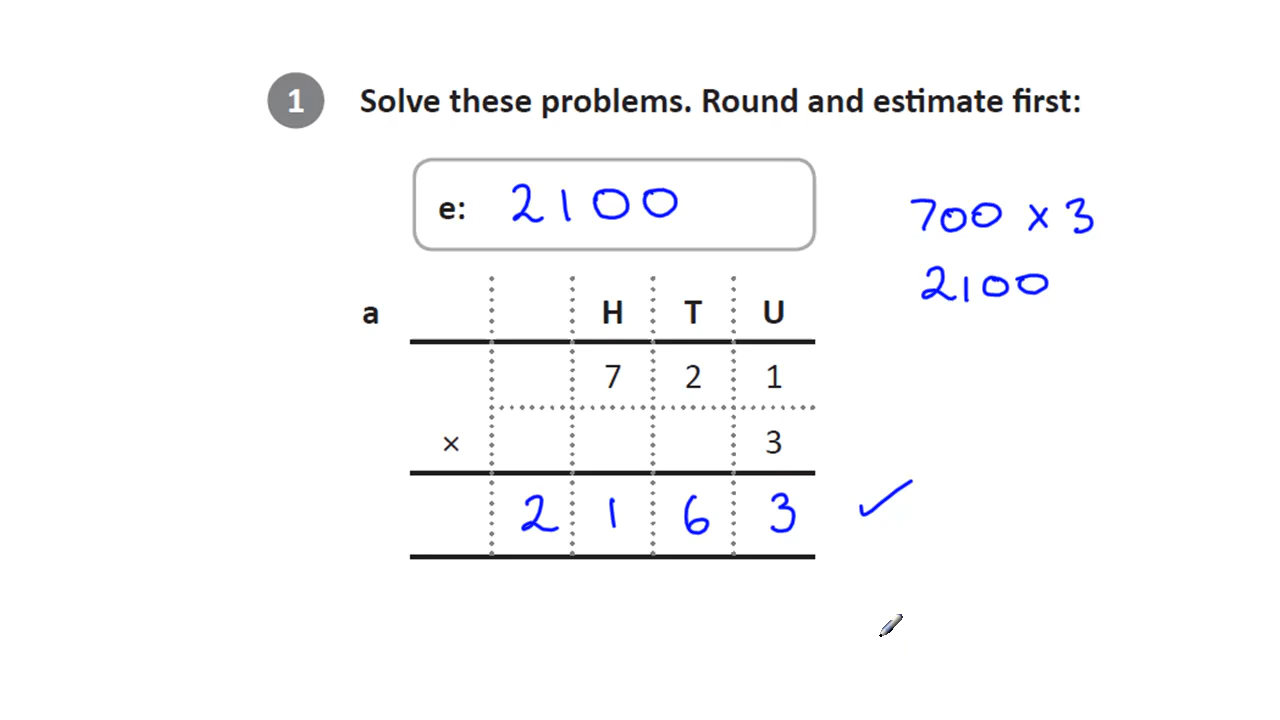 1 Solve these problems. Round and estimate first:
e: 2100
700 x 3
2100
a H T U
7 2 1
× 3
2 1 6 3 ✓